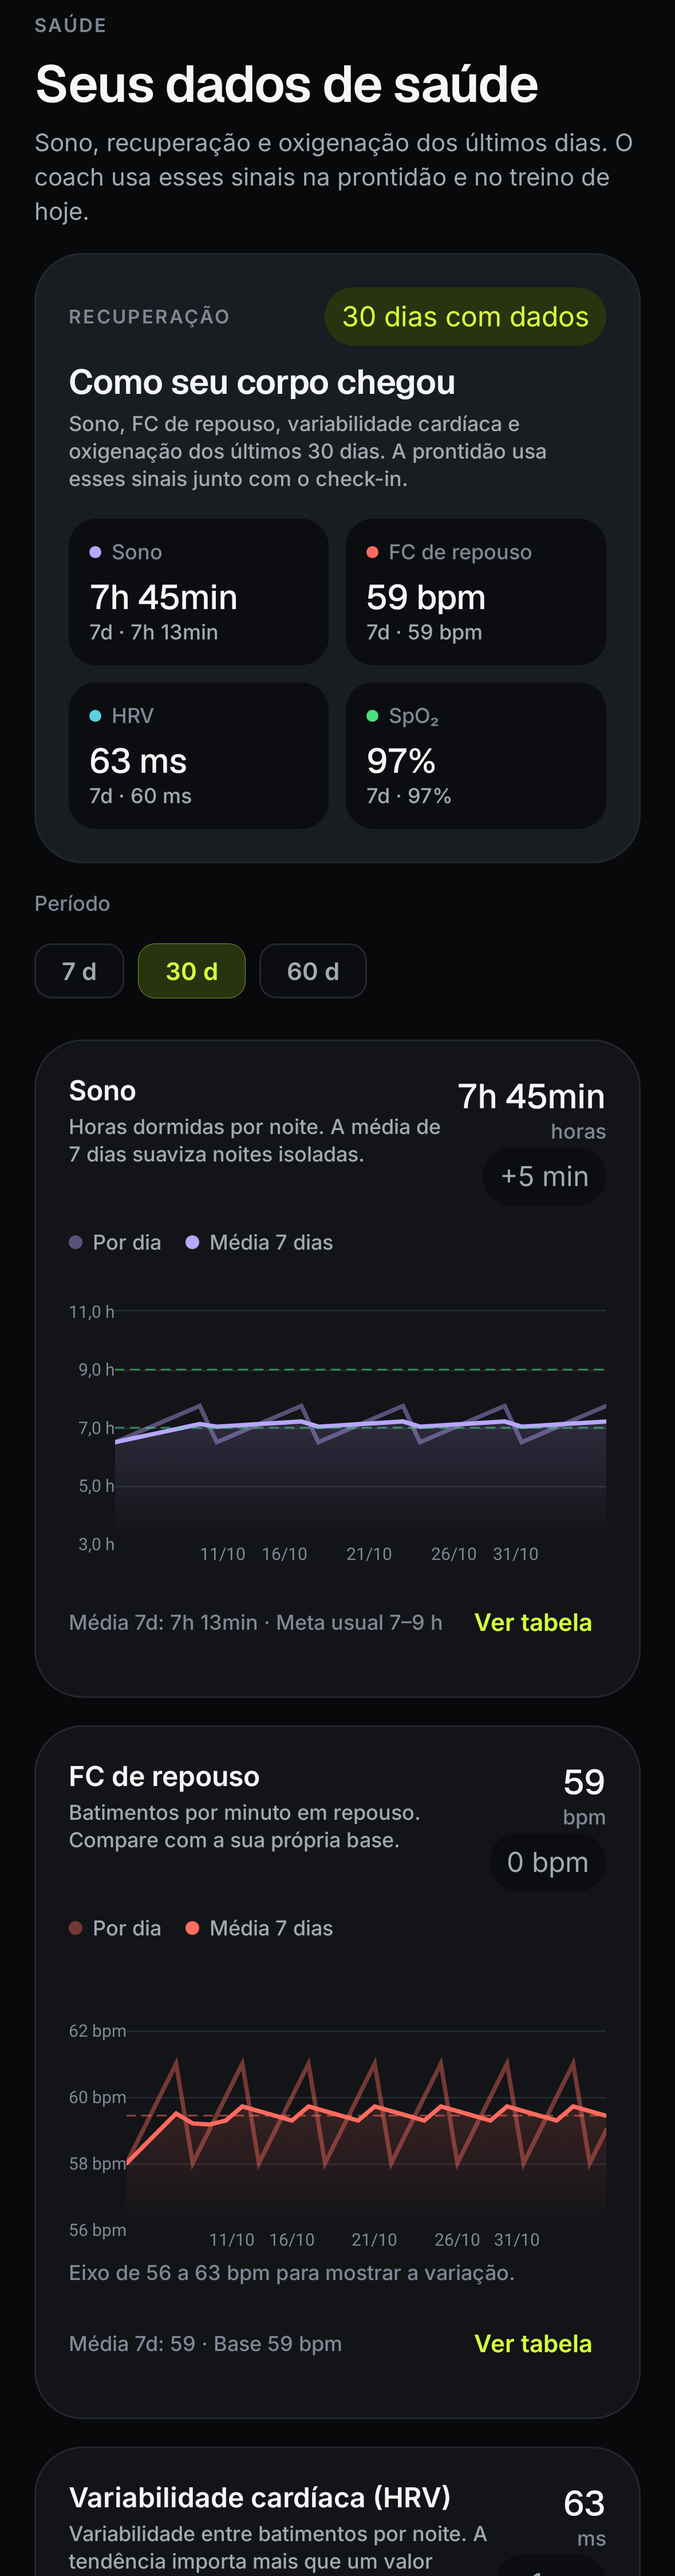 SAÚDE
Seus dados de saúde
Sono, recuperação e oxigenação dos últimos dias. O
coach usa esses sinais na prontidão e no treino de
hoje.
RECUPERAÇÃO
30 dias com dados
Como seu corpo chegou
Sono, FC de repouso, variabilidade cardíaca e
oxigenação dos últimos 30 dias. A prontidão usa
esses sinais junto com o check-in.
Sono
7h 45min
7d · 7h 13min
FC de repouso
59 bpm
7d · 59 bpm
HRV
63 ms
7d · 60 ms
SpO₂
97%
7d · 97%
Período
7 d
30 d
60 d
Sono
Horas dormidas por noite. A média de
7 dias suaviza noites isoladas.
7h 45min
horas
+5 min
Por dia
Média 7 dias
11,0 h
9,0 h
7,0 h
5,0 h
3,0 h
11/10 16/10 21/10 26/10 31/10
Média 7d: 7h 13min · Meta usual 7–9 h
Ver tabela
FC de repouso
Batimentos por minuto em repouso.
Compare com a sua própria base.
59
bpm
0 bpm
Por dia
Média 7 dias
62 bpm
60 bpm
58 bpm
56 bpm
11/10 16/10 21/10 26/10 31/10
Eixo de 56 a 63 bpm para mostrar a variação.
Média 7d: 59 · Base 59 bpm
Ver tabela
Variabilidade cardíaca (HRV)
Variabilidade entre batimentos por noite. A
tendência importa mais que um valor
63
ms